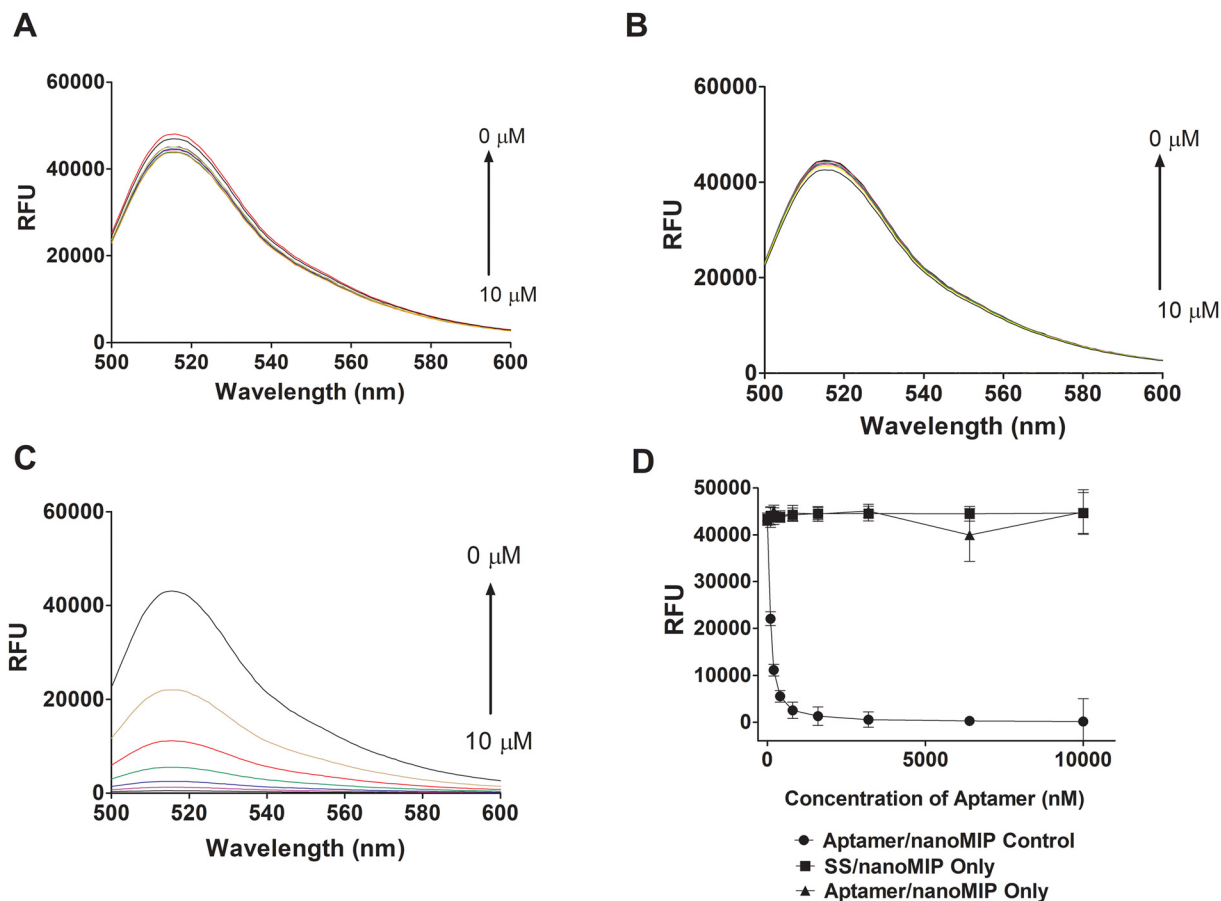 A
60000
40000
20000
0
RFU
500 520 540 560 580 600
Wavelength (nm)
0 μM
10 μM
B
60000
40000
20000
0
RFU
500 520 540 560 580 600
Wavelength (nm)
0 μM
10 μM
C
60000
40000
20000
0
RFU
500 520 540 560 580 600
Wavelength (nm)
0 μM
10 μM
D
50000
40000
30000
20000
10000
0
RFU
0 5000 10000
Concentration of Aptamer (nM)
Aptamer/nanoMIP Control
SS/nanoMIP Only
Aptamer/nanoMIP Only